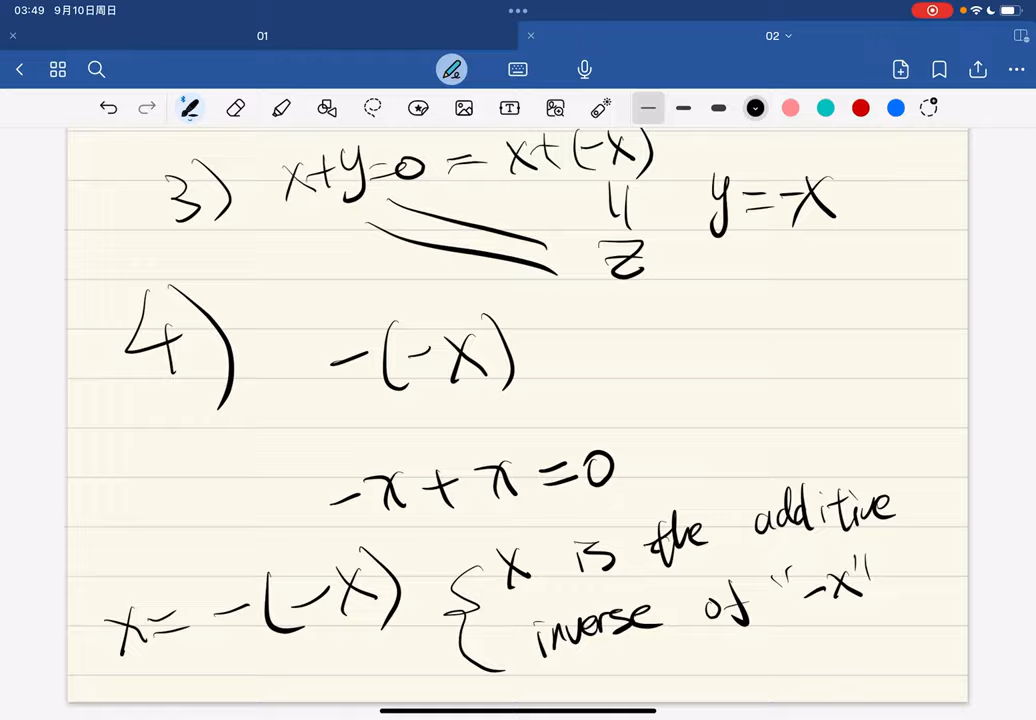 03:49 9月10日周日
01
02
3) x+y=0 = x+(-x) y=-x
||
z
4) -(-x)
-x+x=0
x=-(-x) { x is the additive
inverse of "-x"